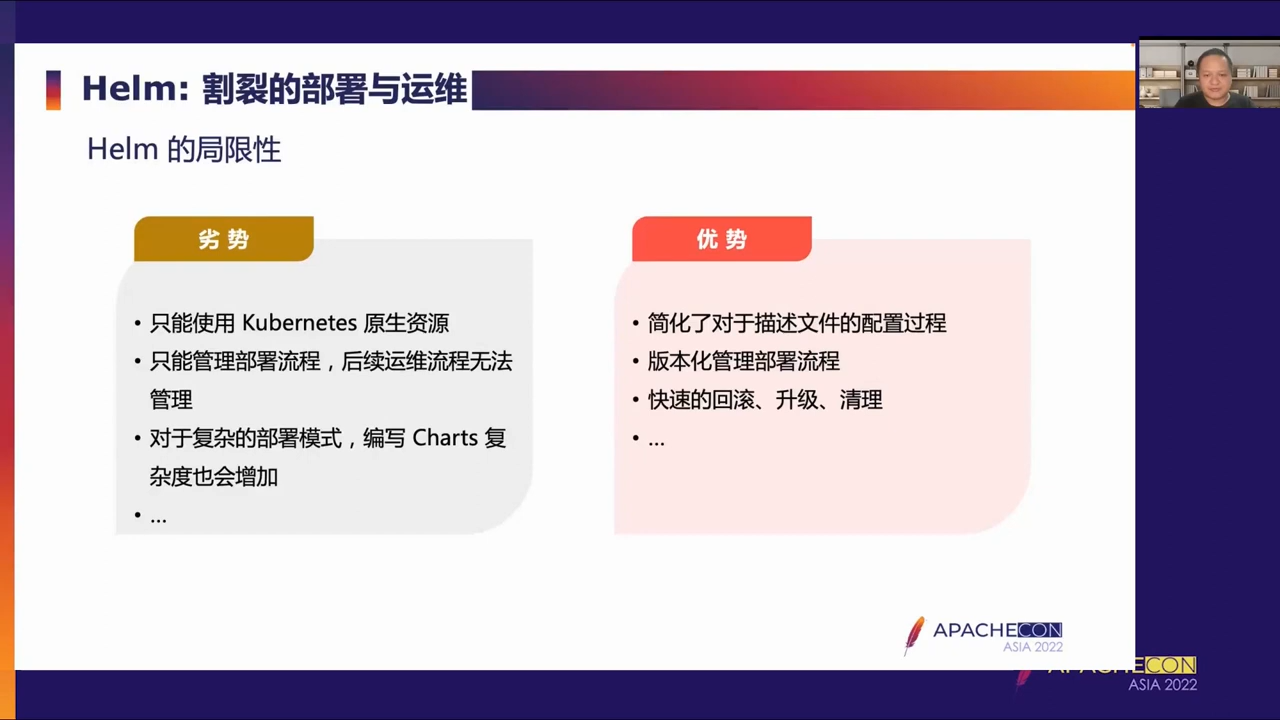 Helm: 割裂的部署与运维
Helm 的局限性
劣 势
• 只能使用 Kubernetes 原生资源
• 只能管理部署流程，后续运维流程无法
管理
• 对于复杂的部署模式，编写 Charts 复
杂度也会增加
• ...
优 势
• 简化了对于描述文件的配置过程
• 版本化管理部署流程
• 快速的回滚、升级、清理
• ...
APACHECON
ASIA 2022
APACHECON
ASIA 2022